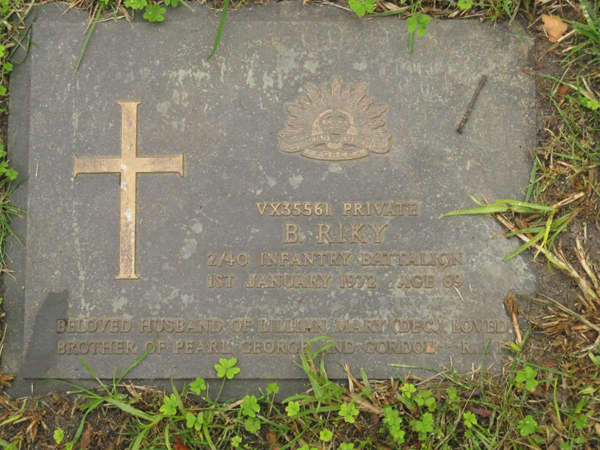 VX35561 PRIVATE
B. RIKY
2/40 INFANTRY BATTALION
1ST JANUARY 1972 AGE 69
BELOVED HUSBAND OF LILLIAN MARY (DEC.) LOVED
BROTHER OF PEARL GEORGE AND GORDON